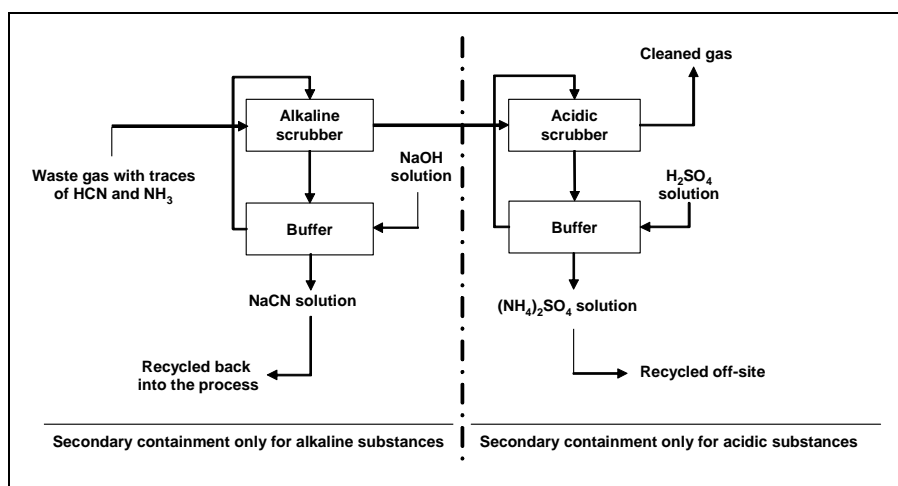 Cleaned gas
Alkaline
scrubber
Acidic
scrubber
Waste gas with traces
of HCN and NH₃
NaOH
solution
H₂SO₄
solution
Buffer
Buffer
NaCN solution
(NH₄)₂SO₄ solution
Recycled back
into the process
Recycled off-site
Secondary containment only for alkaline substances
Secondary containment only for acidic substances